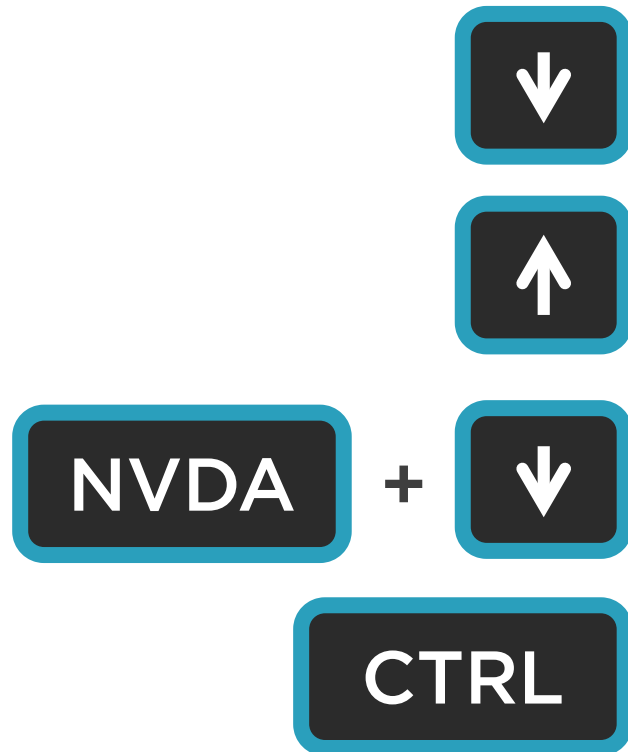 ↓
↑
NVDA + ↓
CTRL